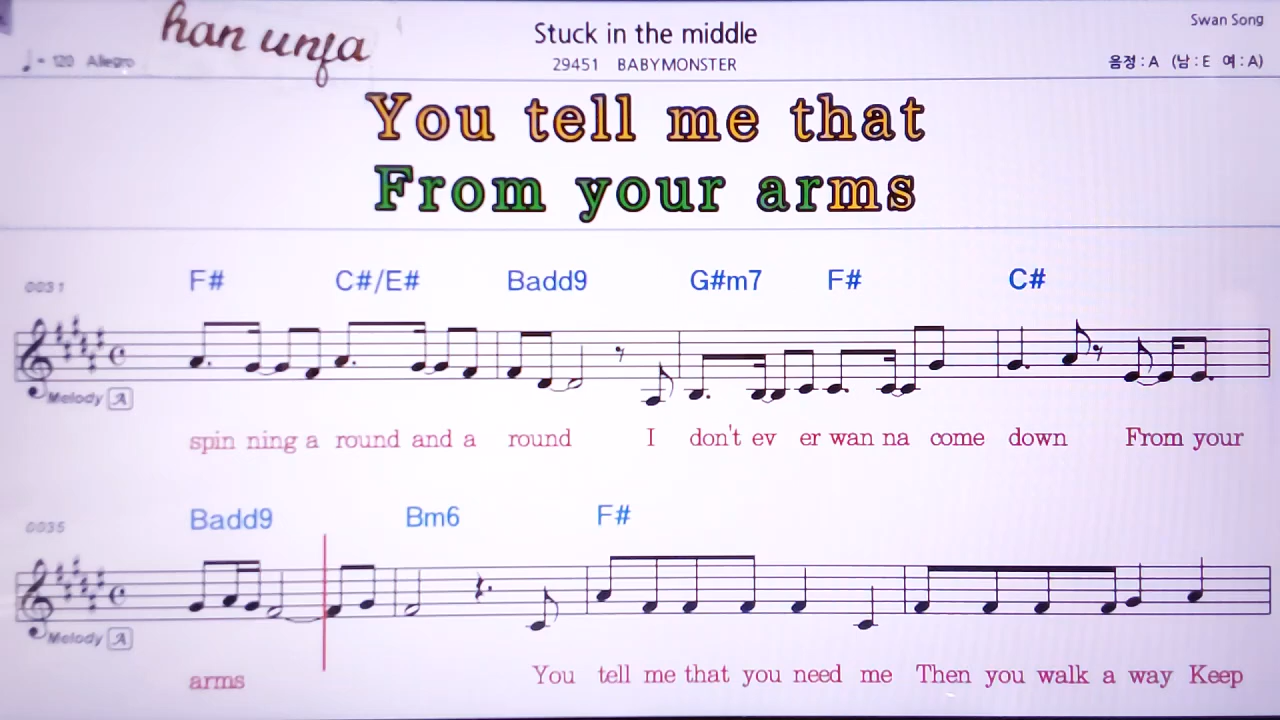 han unja
Stuck in the middle
Swan Song
♩= 120 Allegro
29451 BABYMONSTER
음정 : A (남 : E 여 : A)
You tell me that
From your arms
0031
F# C#/E# Badd9 G#m7 F# C#
Melody A
spin ning a round and a round I don't ev er wan na come down From your
0035
Badd9 Bm6 F#
Melody A
arms You tell me that you need me Then you walk a way Keep